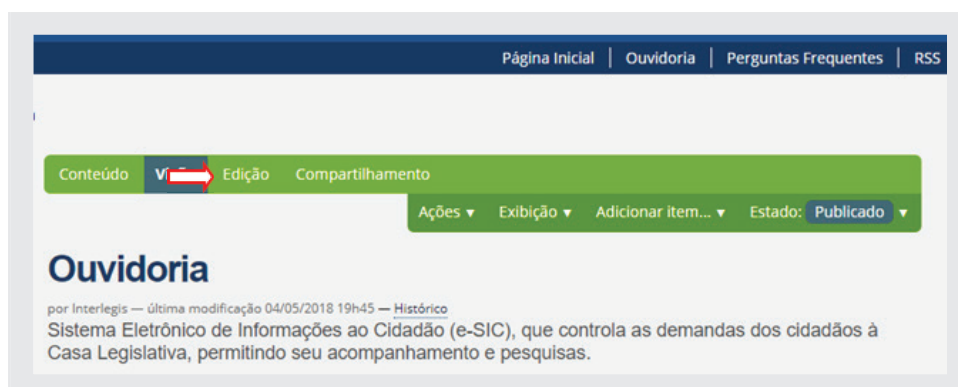 Página Inicial | Ouvidoria | Perguntas Frequentes | RSS
Conteúdo Edição Compartilhamento
Ações ▾ Exibição ▾ Adicionar item... ▾ Estado: Publicado ▾
Ouvidoria
por Interlegis — última modificação 04/05/2018 19h45 — Histórico
Sistema Eletrônico de Informações ao Cidadão (e-SIC), que controla as demandas dos cidadãos à
Casa Legislativa, permitindo seu acompanhamento e pesquisas.